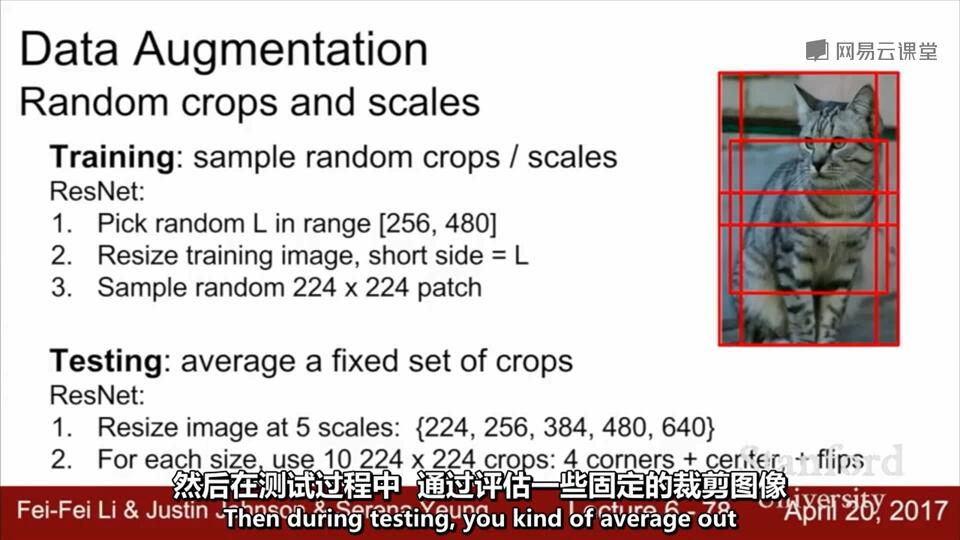 Data Augmentation
网易云课堂
Random crops and scales
Training: sample random crops / scales
ResNet:
1. Pick random L in range [256, 480]
2. Resize training image, short side = L
3. Sample random 224 x 224 patch
Testing: average a fixed set of crops
ResNet:
1. Resize image at 5 scales: {224, 256, 384, 480, 640}
2. For each size, use 10 224 x 224 crops: 4 corners + center, + flips
Stanford
University
然后在测试过程中 通过评估一些固定的裁剪图像
Fei-Fei Li & Justin Johnson & Serena Yeung Lecture 6 - 78 April 20, 2017
Then during testing, you kind of average out